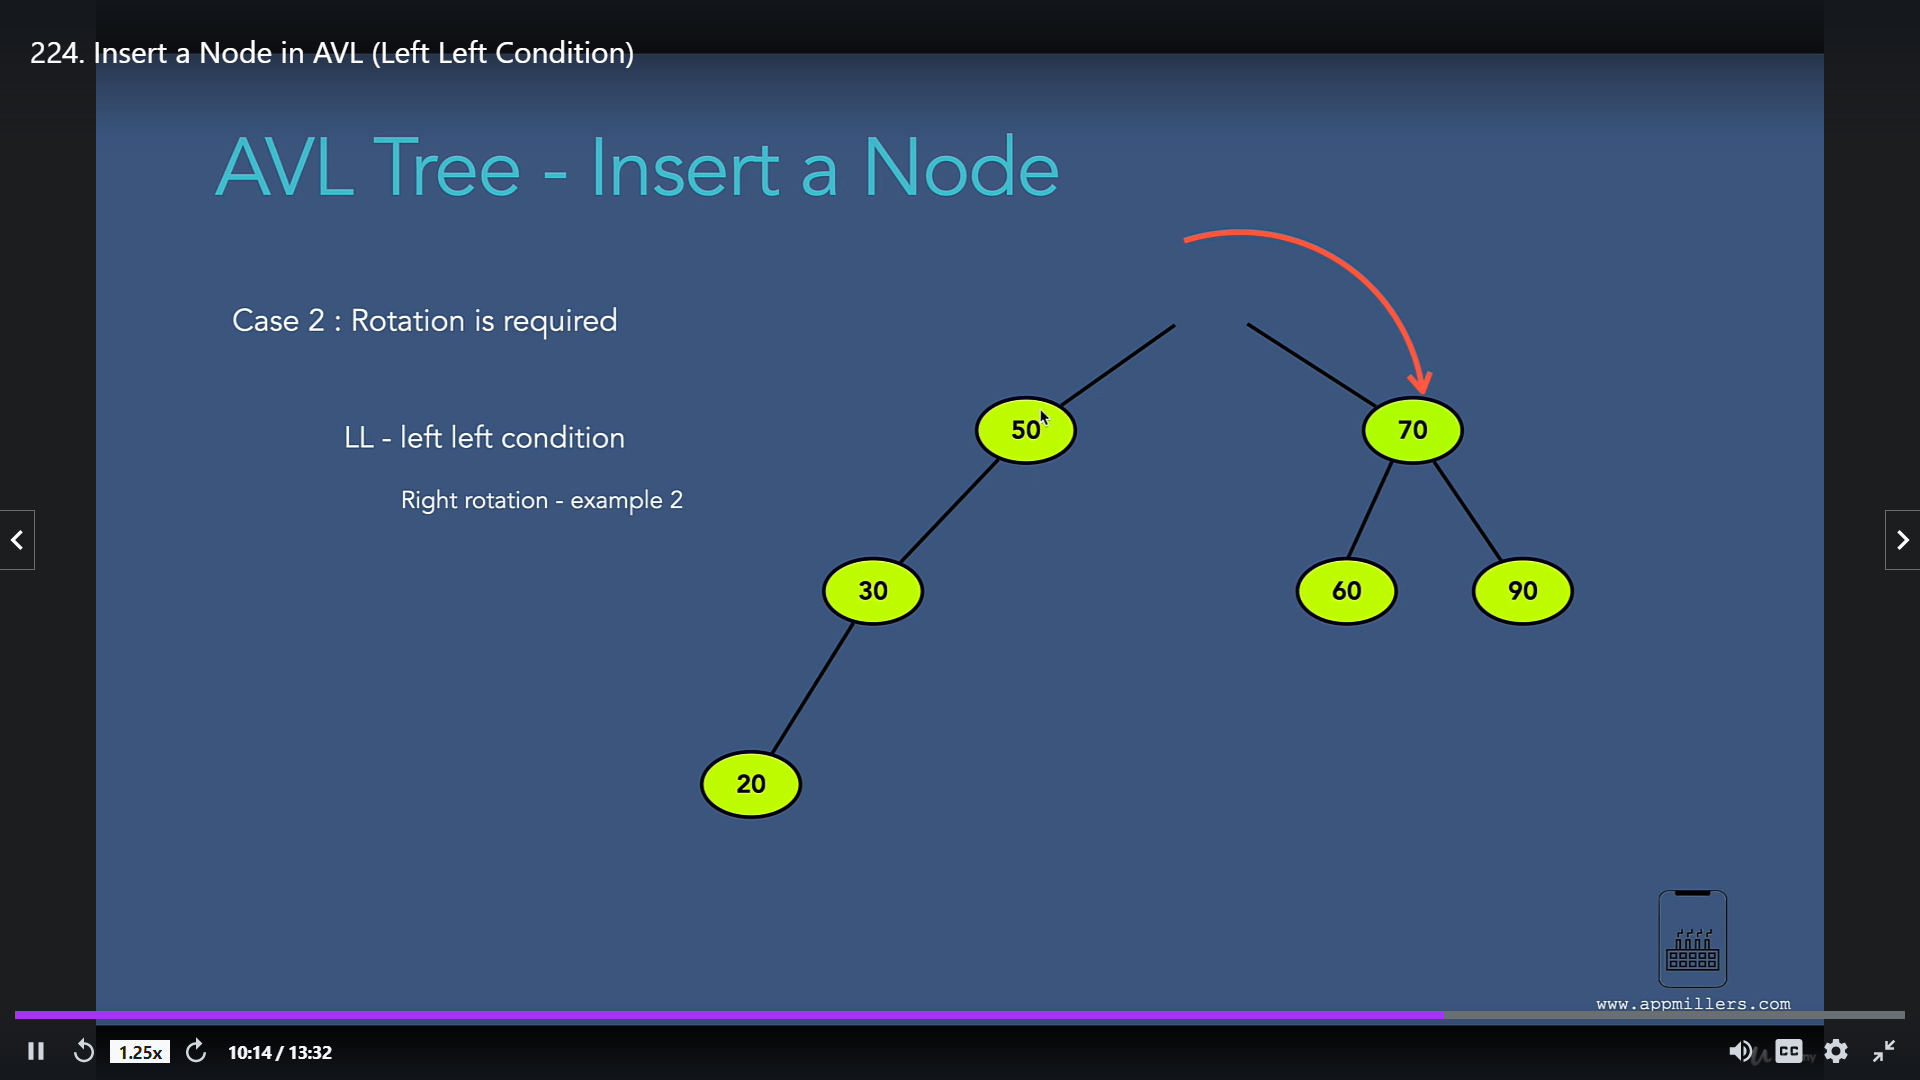 224. Insert a Node in AVL (Left Left Condition)
AVL Tree - Insert a Node
Case 2 : Rotation is required
LL - left left condition
Right rotation - example 2
50
70
30
60
90
20
www.appmillers.com
1.25x
10:14 / 13:32
CC